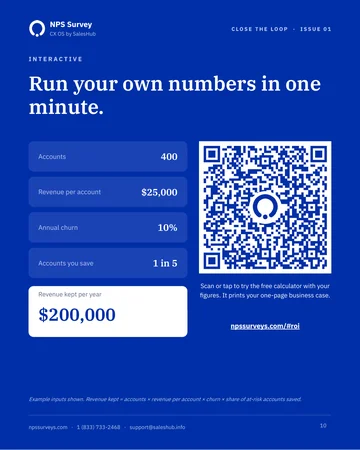 NPS Survey
CX OS by SalesHub
CLOSE THE LOOP · ISSUE 01
INTERACTIVE
Run your own numbers in one
minute.
Accounts 400
Revenue per account $25,000
Annual churn 10%
Accounts you save 1 in 5
Revenue kept per year
$200,000
Scan or tap to try the free calculator with your
figures. It prints your one-page business case.
npssurveys.com/#roi
Example inputs shown. Revenue kept = accounts × revenue per account × churn × share of at-risk accounts saved.
npssurveys.com · 1 (833) 733-2468 · support@saleshub.info
10